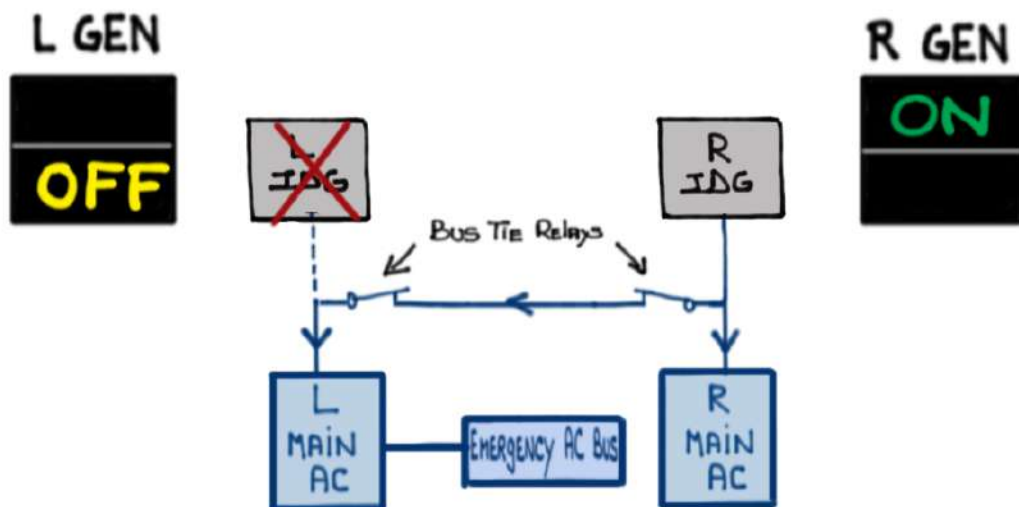 L GEN
OFF
R GEN
ON
L
IDG
R
IDG
BUS TIE RELAYS
L
MAIN
AC
EMERGENCY AC BUS
R
MAIN
AC